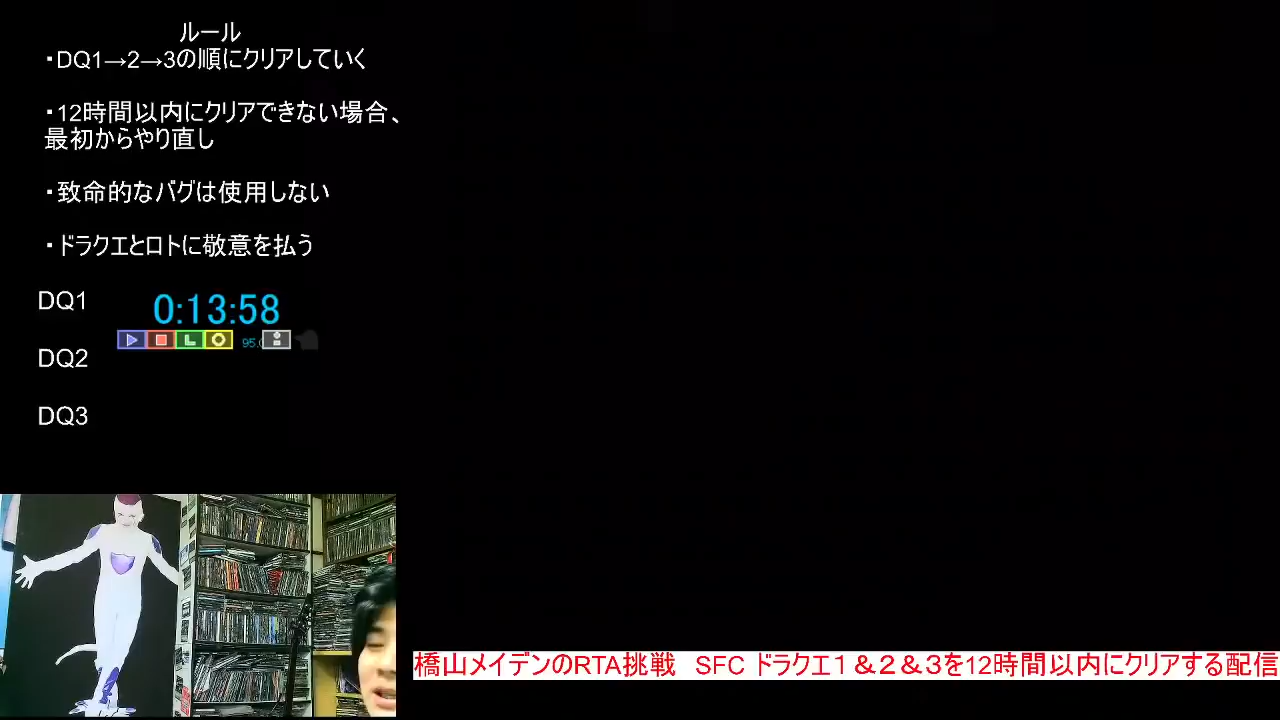 ルール
・DQ1→2→3の順にクリアしていく
・12時間以内にクリアできない場合、
最初からやり直し
・致命的なバグは使用しない
・ドラクエとロトに敬意を払う
DQ1
0:13:58
DQ2
DQ3
橋山メイデンのRTA挑戦　SFC ドラクエ１＆２＆３を12時間以内にクリアする配信